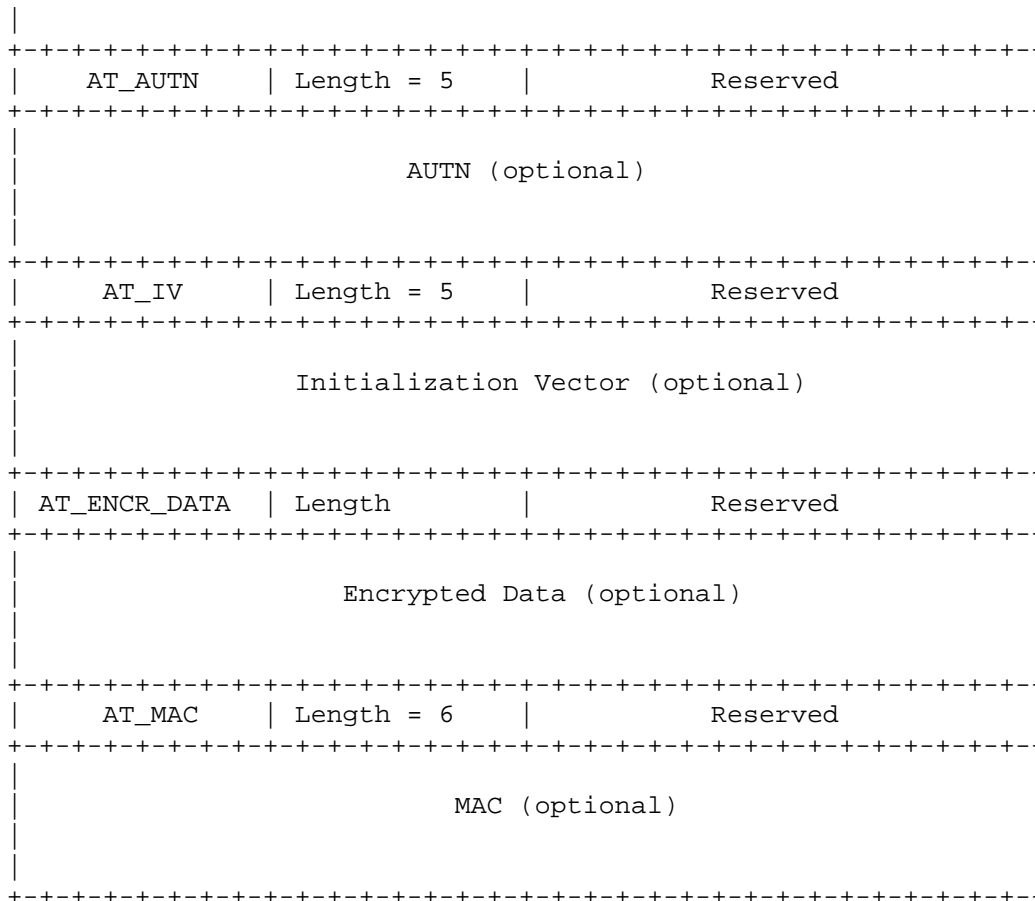 |
+-+-+-+-+-+-+-+-+-+-+-+-+-+-+-+-+-+-+-+-+-+-+-+-+-+-+-+-+-+-+-+-+-
|    AT_AUTN    | Length = 5    |           Reserved
+-+-+-+-+-+-+-+-+-+-+-+-+-+-+-+-+-+-+-+-+-+-+-+-+-+-+-+-+-+-+-+-+-
|
|                        AUTN (optional)
|
|
+-+-+-+-+-+-+-+-+-+-+-+-+-+-+-+-+-+-+-+-+-+-+-+-+-+-+-+-+-+-+-+-+-
|     AT_IV     | Length = 5    |           Reserved
+-+-+-+-+-+-+-+-+-+-+-+-+-+-+-+-+-+-+-+-+-+-+-+-+-+-+-+-+-+-+-+-+-
|
|                 Initialization Vector (optional)
|
|
+-+-+-+-+-+-+-+-+-+-+-+-+-+-+-+-+-+-+-+-+-+-+-+-+-+-+-+-+-+-+-+-+-
| AT_ENCR_DATA  | Length        |           Reserved
+-+-+-+-+-+-+-+-+-+-+-+-+-+-+-+-+-+-+-+-+-+-+-+-+-+-+-+-+-+-+-+-+-
|
|                    Encrypted Data (optional)
|
|
+-+-+-+-+-+-+-+-+-+-+-+-+-+-+-+-+-+-+-+-+-+-+-+-+-+-+-+-+-+-+-+-+-
|     AT_MAC    | Length = 6    |           Reserved
+-+-+-+-+-+-+-+-+-+-+-+-+-+-+-+-+-+-+-+-+-+-+-+-+-+-+-+-+-+-+-+-+-
|
|                           MAC (optional)
|
|
+-+-+-+-+-+-+-+-+-+-+-+-+-+-+-+-+-+-+-+-+-+-+-+-+-+-+-+-+-+-+-+-+-